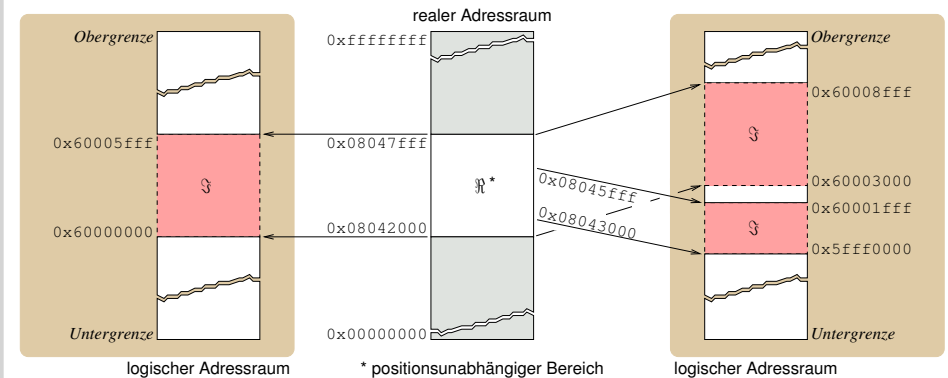 realer Adressraum
Obergrenze
0x60005fff
ℑ
0x60000000
Untergrenze
logischer Adressraum
0xffffffff
0x08047fff
ℜ*
0x08042000
0x00000000
* positionsunabhängiger Bereich
0x08045fff
0x08043000
Obergrenze
0x60008fff
ℑ
0x60003000
0x60001fff
ℑ
0x5fff0000
Untergrenze
logischer Adressraum